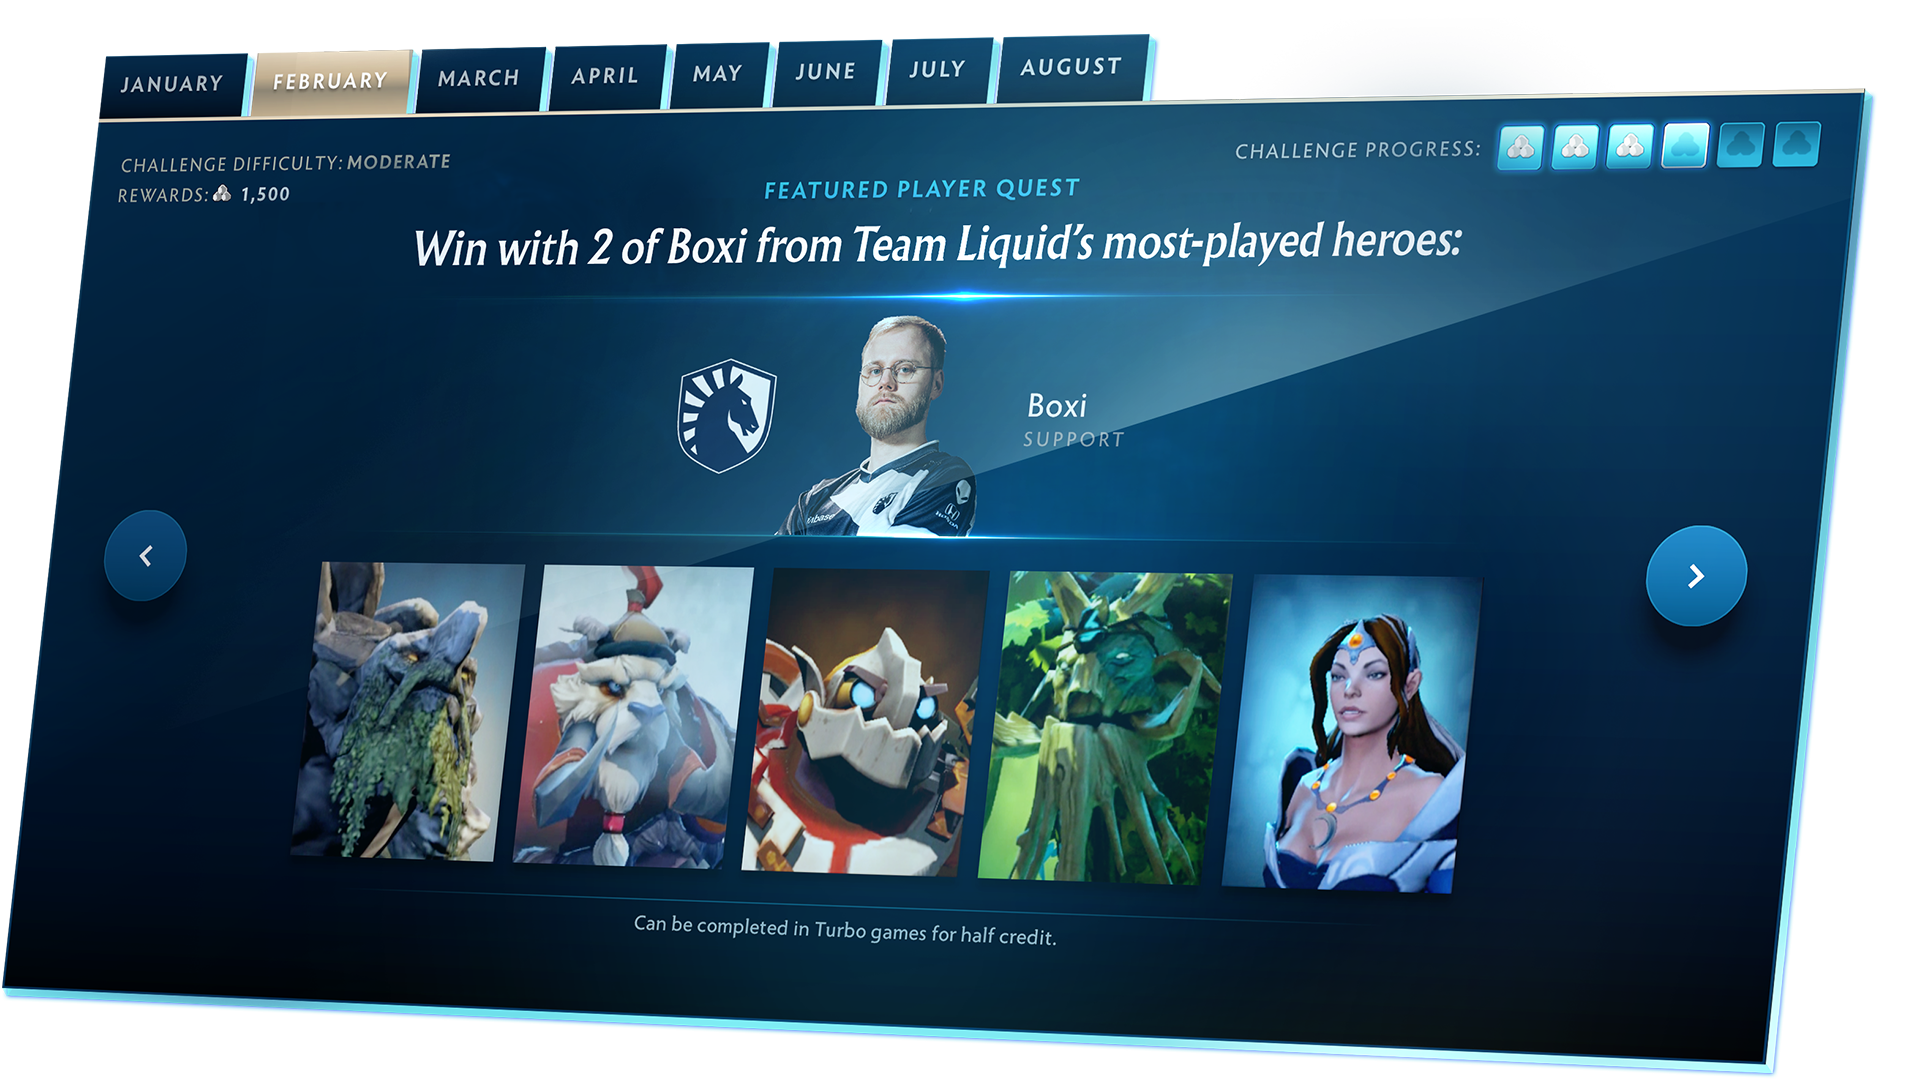 JANUARY
FEBRUARY
MARCH
APRIL
MAY
JUNE
JULY
AUGUST
CHALLENGE DIFFICULTY: MODERATE
REWARDS: 1,500
CHALLENGE PROGRESS:
FEATURED PLAYER QUEST
Win with 2 of Boxi from Team Liquid's most-played heroes:
Boxi
SUPPORT
Can be completed in Turbo games for half credit.